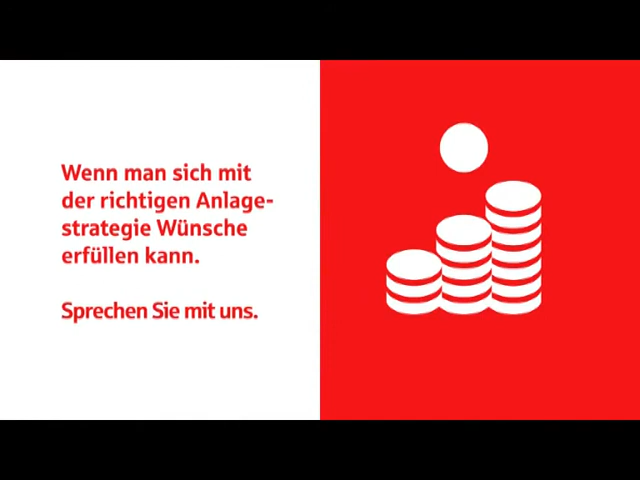 Wenn man sich mit
der richtigen Anlage-
strategie Wünsche
erfüllen kann.
Sprechen Sie mit uns.